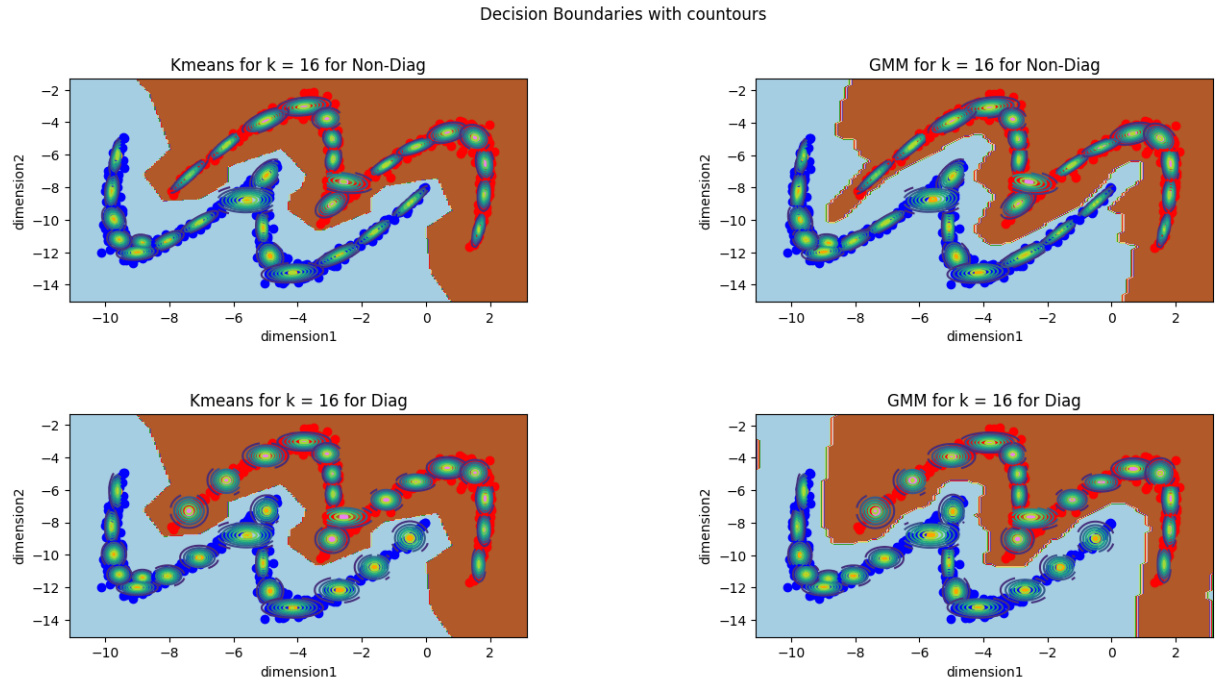 Decision Boundaries with countours
Kmeans for k = 16 for Non-Diag
−2
−4
−6
−8
−10
−12
−14
dimension2
−10 −8 −6 −4 −2 0 2
dimension1
GMM for k = 16 for Non-Diag
−2
−4
−6
−8
−10
−12
−14
dimension2
−10 −8 −6 −4 −2 0 2
dimension1
Kmeans for k = 16 for Diag
−2
−4
−6
−8
−10
−12
−14
dimension2
−10 −8 −6 −4 −2 0 2
dimension1
GMM for k = 16 for Diag
−2
−4
−6
−8
−10
−12
−14
dimension2
−10 −8 −6 −4 −2 0 2
dimension1